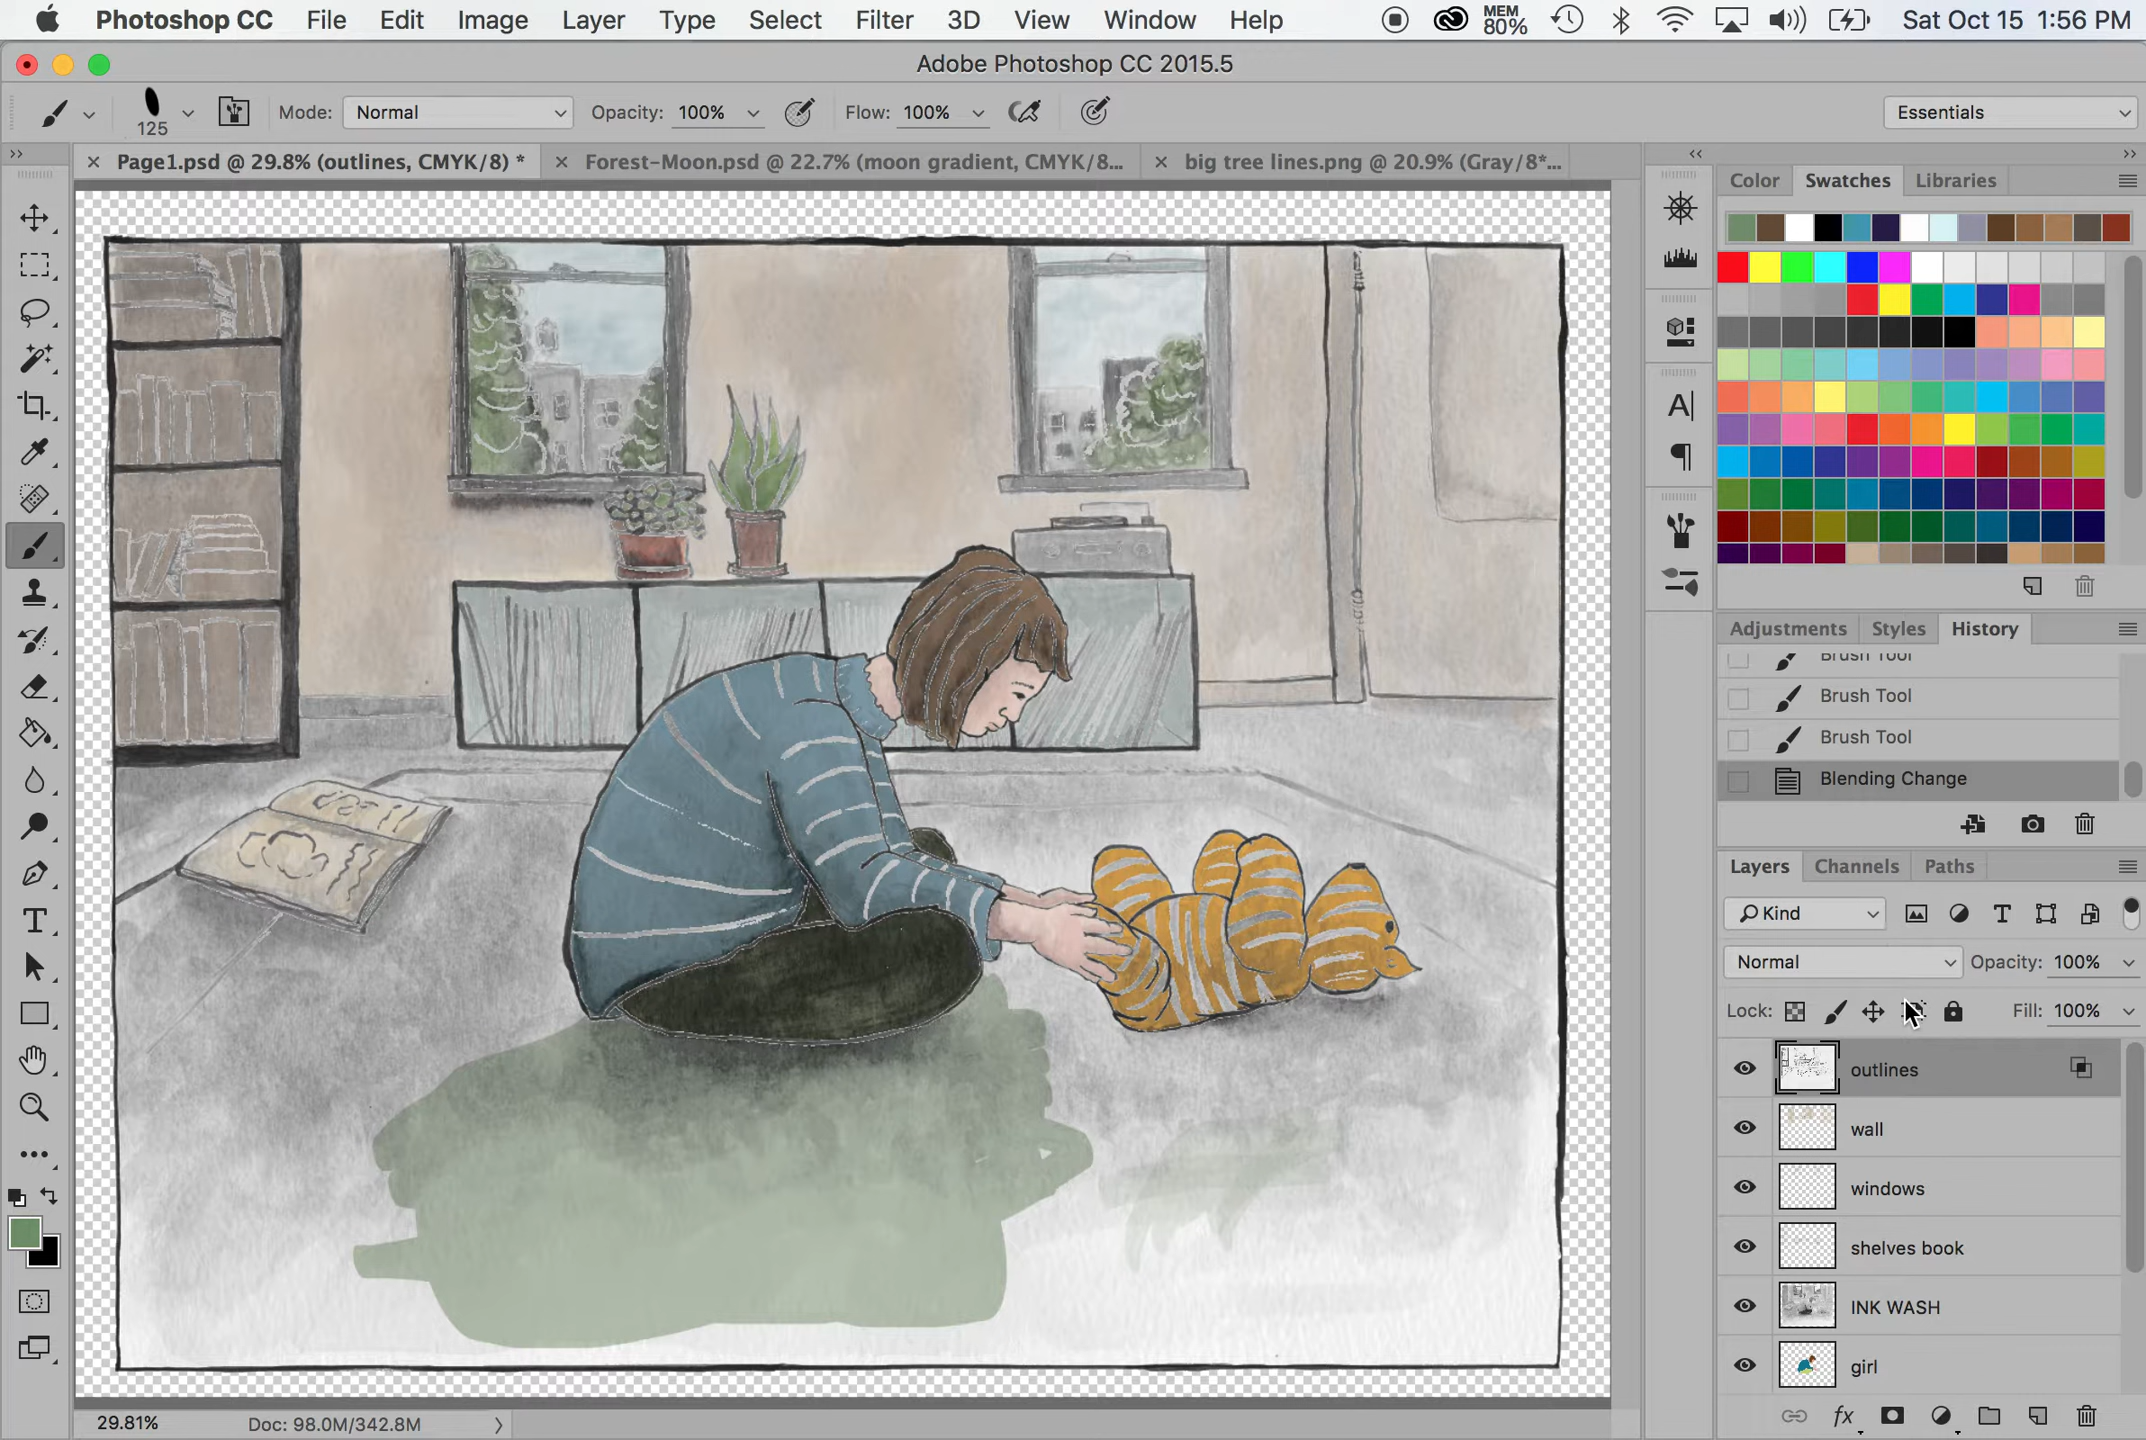 Photoshop CC File Edit Image Layer Type Select Filter 3D View Window Help MEM 80% Sat Oct 15 1:56 PM
Adobe Photoshop CC 2015.5
125 Mode: Normal Opacity: 100% Flow: 100% Essentials
Page1.psd @ 29.8% (outlines, CMYK/8) * Forest-Moon.psd @ 22.7% (moon gradient, CMYK/8... big tree lines.png @ 20.9% (Gray/8*...
Color Swatches Libraries
Adjustments Styles History
Brush Tool
Brush Tool
Brush Tool
Blending Change
Layers Channels Paths
Kind
Normal Opacity: 100%
Lock: Fill: 100%
outlines
wall
windows
shelves book
INK WASH
girl
fx
29.81% Doc: 98.0M/342.8M